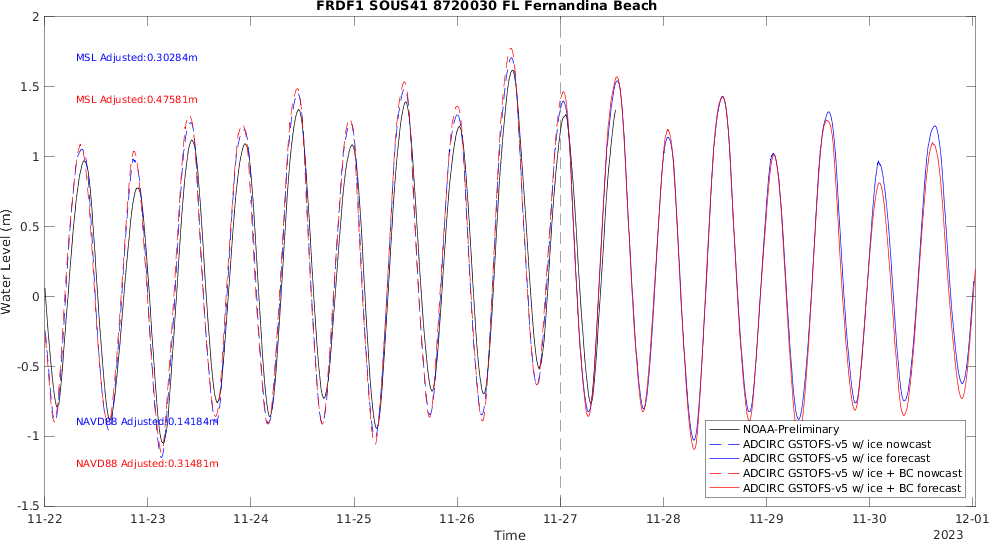 FRDF1 SOUS41 8720030 FL Fernandina Beach
2
1.5
1
0.5
0
-0.5
-1
-1.5
Water Level (m)
MSL Adjusted:0.30284m
MSL Adjusted:0.47581m
NAVD88 Adjusted:0.14184m
NAVD88 Adjusted:0.31481m
NOAA-Preliminary
ADCIRC GSTOFS-v5 w/ ice nowcast
ADCIRC GSTOFS-v5 w/ ice forecast
ADCIRC GSTOFS-v5 w/ ice + BC nowcast
ADCIRC GSTOFS-v5 w/ ice + BC forecast
11-22 11-23 11-24 11-25 11-26 11-27 11-28 11-29 11-30 12-01
Time
2023